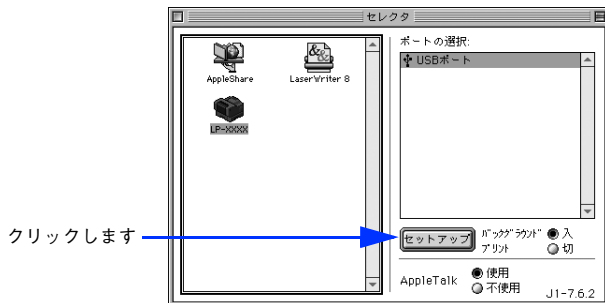 セレクタ
AppleShare
LaserWriter 8
LP-XXXX
ポートの選択:
USBポート
クリックします
セットアップ
バックグラウンド
プリント
入
切
AppleTalk
使用
不使用
J1-7.6.2